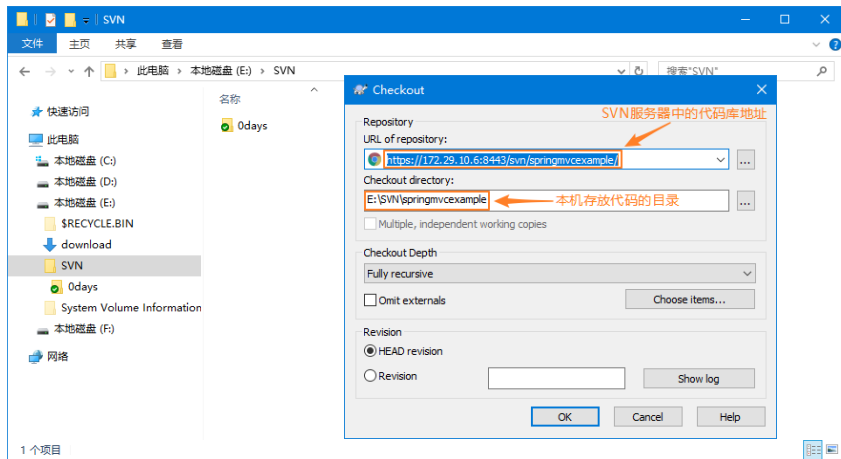 SVN
文件 主页 共享 查看
此电脑 › 本地磁盘 (E:) › SVN
搜索"SVN"
快速访问
此电脑
本地磁盘 (C:)
本地磁盘 (D:)
本地磁盘 (E:)
$RECYCLE.BIN
download
SVN
0days
System Volume Information
本地磁盘 (F:)
网络
名称
0days
Checkout
SVN服务器中的代码库地址
Repository
URL of repository:
https://172.29.10.6:8443/svn/springmvcexample/
...
Checkout directory:
E:\SVN\springmvcexample
本机存放代码的目录
...
Multiple, independent working copies
Checkout Depth
Fully recursive
Omit externals
Choose items...
Revision
HEAD revision
Revision
Show log
OK Cancel Help
1 个项目